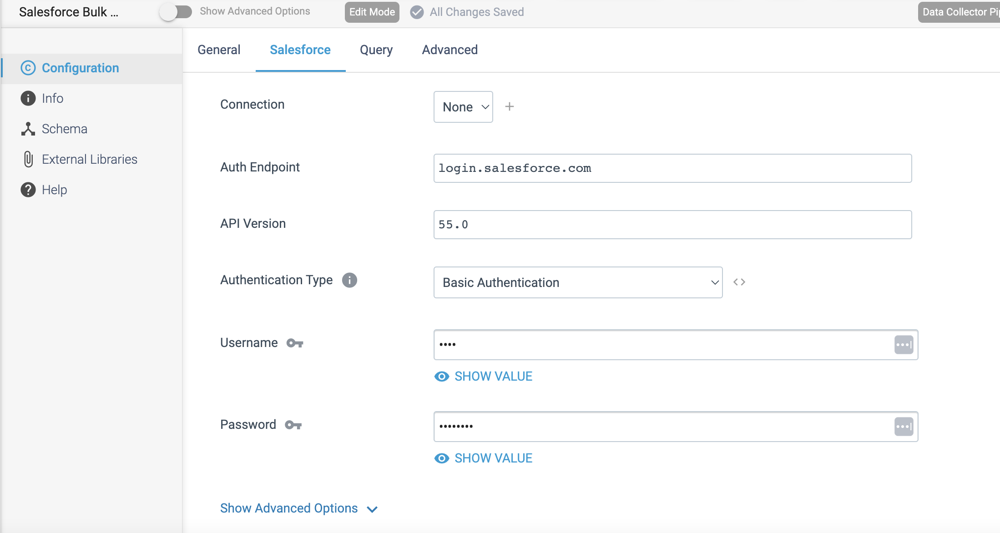 Salesforce Bulk ...
Show Advanced Options
Edit Mode
All Changes Saved
Data Collector
Configuration
Info
Schema
External Libraries
Help
General
Salesforce
Query
Advanced
Connection
None
Auth Endpoint
login.salesforce.com
API Version
55.0
Authentication Type
Basic Authentication
Username
••••
SHOW VALUE
Password
••••••••
SHOW VALUE
Show Advanced Options